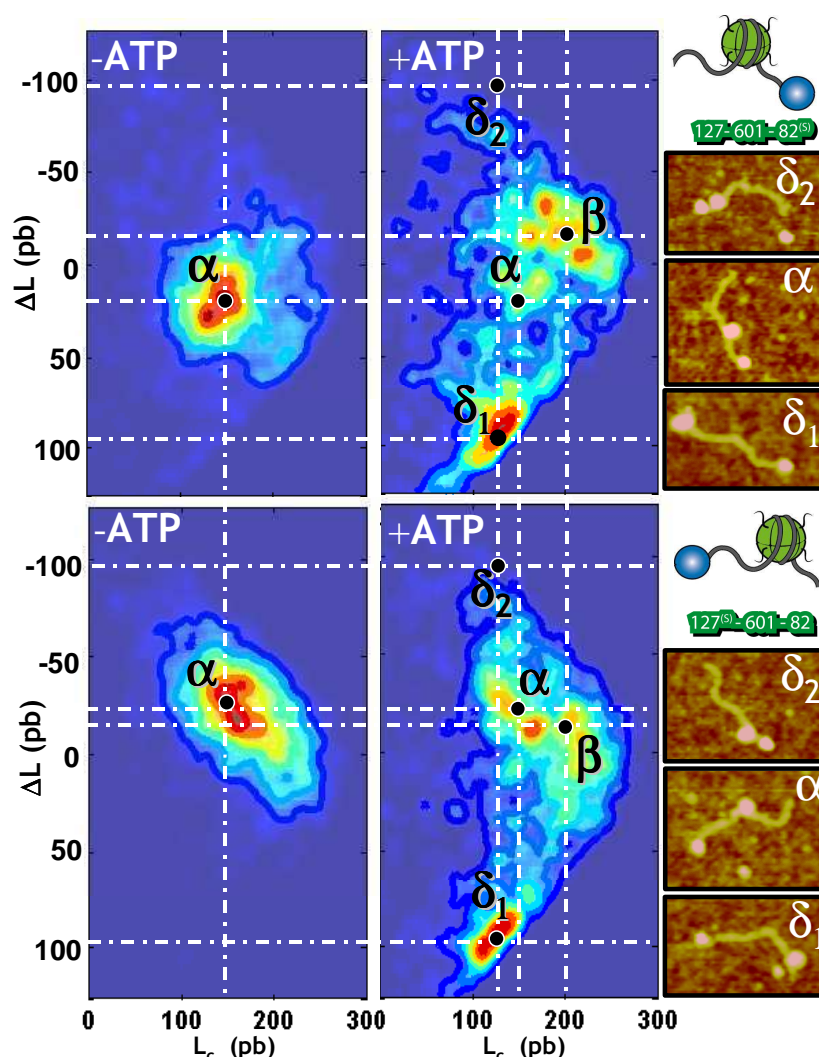 -ATP
+ATP
127-601-82(S)
-100
-50
0
50
100
ΔL (pb)
α
δ2
β
α
δ1
δ2
α
δ1
-ATP
+ATP
127(S)-601-82
-100
-50
0
50
100
ΔL (pb)
α
δ2
α
β
δ1
δ2
α
δ1
0 100 200 300
100 200 300
Lc (pb)
Lc (pb)